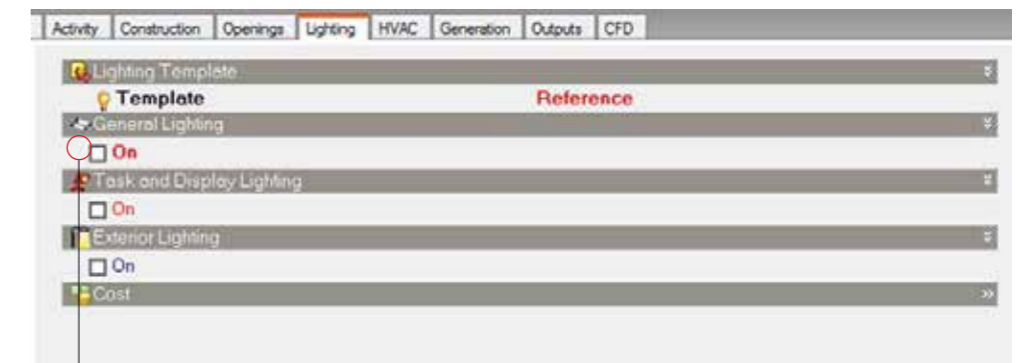 Activity Construction Openings Lighting HVAC Generation Outputs CFD
Lighting Template
Template Reference
General Lighting
On
Task and Display Lighting
On
Exterior Lighting
On
Cost